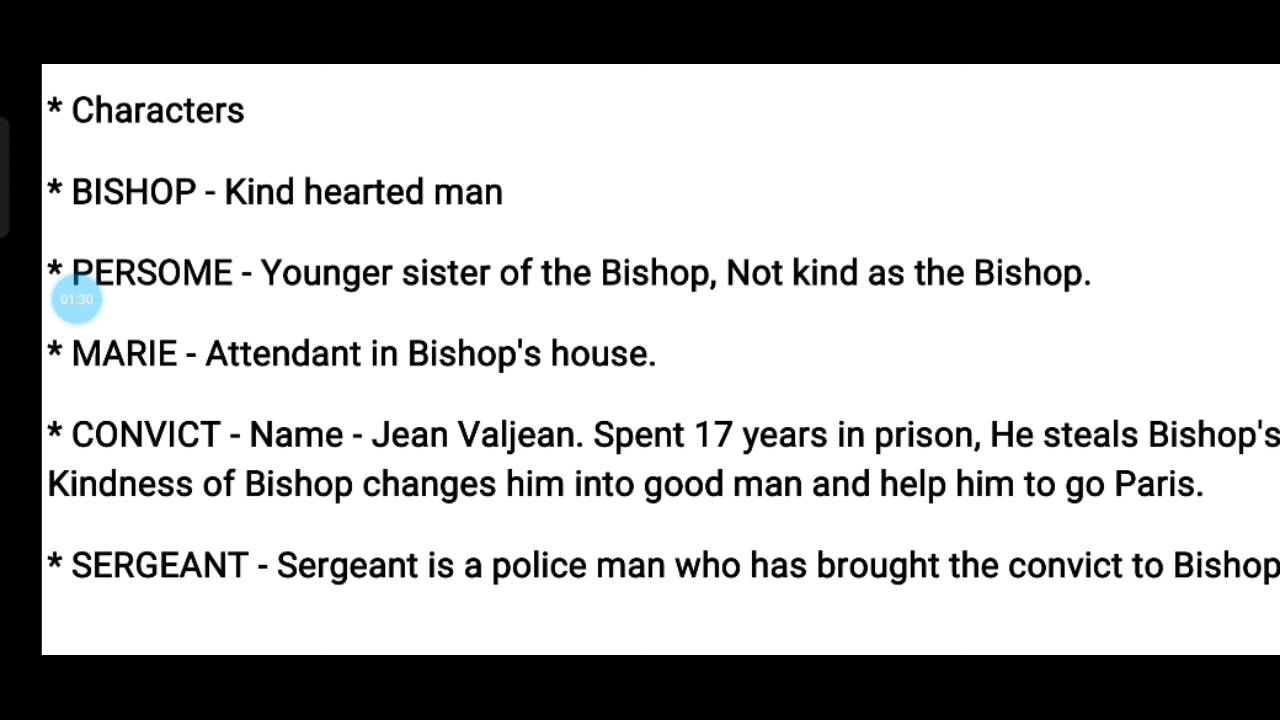 * Characters
* BISHOP - Kind hearted man
* PERSOME - Younger sister of the Bishop, Not kind as the Bishop.
01:30
* MARIE - Attendant in Bishop's house.
* CONVICT - Name - Jean Valjean. Spent 17 years in prison, He steals Bishop's
Kindness of Bishop changes him into good man and help him to go Paris.
* SERGEANT - Sergeant is a police man who has brought the convict to Bishop